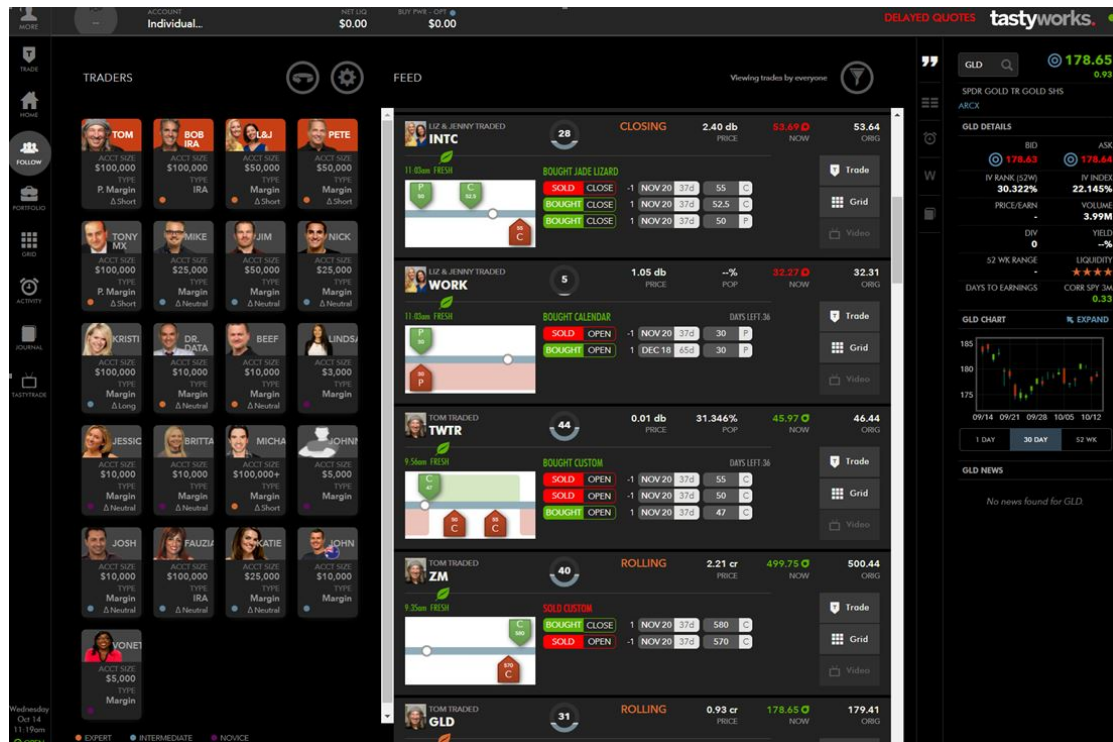 MORE
ACCOUNT
Individual...
NET LIQ
$0.00
BUY PWR - OPT
$0.00
DELAYED QUOTES
tastyworks.
TRADE
HOME
FOLLOW
PORTFOLIO
GRID
ACTIVITY
JOURNAL
TASTYTRADE
Wednesday
Oct 14
11:19am
OPEN
TRADERS
TOM
ACCT SIZE
$100,000
TYPE
P. Margin
Δ Short
BOB IRA
ACCT SIZE
$100,000
TYPE
IRA
L&J
ACCT SIZE
$50,000
TYPE
Margin
Δ Short
PETE
ACCT SIZE
$50,000
TYPE
Margin
Δ Short
TONY MX
ACCT SIZE
$100,000
TYPE
P. Margin
Δ Short
MIKE
ACCT SIZE
$25,000
TYPE
Margin
Δ Neutral
JIM
ACCT SIZE
$50,000
TYPE
Margin
Δ Neutral
NICK
ACCT SIZE
$25,000
TYPE
Margin
Δ Neutral
KRISTI
ACCT SIZE
$100,000
TYPE
Margin
Δ Long
DR. DATA
ACCT SIZE
$10,000
TYPE
Margin
Δ Neutral
BEEF
ACCT SIZE
$10,000
TYPE
Margin
Δ Neutral
LINDS
ACCT SIZE
$3,000
TYPE
Margin
JESSIC
ACCT SIZE
$10,000
TYPE
Margin
Δ Neutral
BRITTA
ACCT SIZE
$10,000
TYPE
Margin
Δ Neutral
MICHA
ACCT SIZE
$100,000+
TYPE
Margin
Δ Short
JOHN
ACCT SIZE
$5,000
TYPE
Margin
Δ Neutral
JOSH
ACCT SIZE
$10,000
TYPE
Margin
Δ Neutral
FAUZIA
ACCT SIZE
$100,000
TYPE
IRA
Δ Neutral
KATIE
ACCT SIZE
$25,000
TYPE
Margin
Δ Neutral
JOHN
ACCT SIZE
$10,000
TYPE
Margin
VONET
ACCT SIZE
$5,000
TYPE
Margin
EXPERT INTERMEDIATE NOVICE
FEED
Viewing trades by everyone
LIZ & JENNY TRADED
INTC
28
CLOSING
2.40 db
PRICE
53.69
NOW
53.64
ORIG
11:03am FRESH
BOUGHT JADE LIZARD
SOLD CLOSE -1 NOV 20 37d 55 C
BOUGHT CLOSE 1 NOV 20 37d 52.5 C
BOUGHT CLOSE 1 NOV 20 37d 50 P
P 50
C 52.5
55 C
Trade
Grid
Video
LIZ & JENNY TRADED
WORK
5
1.05 db
PRICE
--%
POP
32.27
NOW
32.31
ORIG
11:03am FRESH
BOUGHT CALENDAR
DAYS LEFT 36
SOLD OPEN -1 NOV 20 37d 30 P
BOUGHT OPEN 1 DEC 18 65d 30 P
P 30
30 P
Trade
Grid
Video
TOM TRADED
TWTR
44
0.01 db
PRICE
31.346%
POP
45.97
NOW
46.44
ORIG
9:56am FRESH
BOUGHT CUSTOM
DAYS LEFT 36
SOLD OPEN -1 NOV 20 37d 55 C
SOLD OPEN -1 NOV 20 37d 50 C
BOUGHT OPEN 1 NOV 20 37d 47 C
C 47
50 C
55 C
Trade
Grid
Video
TOM TRADED
ZM
40
ROLLING
2.21 cr
PRICE
499.75
NOW
500.44
ORIG
9:35am FRESH
SOLD CUSTOM
BOUGHT CLOSE 1 NOV 20 37d 580 C
SOLD OPEN -1 NOV 20 37d 570 C
C 580
570 C
Trade
Grid
Video
TOM TRADED
GLD
31
ROLLING
0.93 cr
PRICE
178.65
NOW
179.41
ORIG
W
GLD
178.65
0.93
SPDR GOLD TR GOLD SHS
ARCX
GLD DETAILS
BID ASK
178.63 178.64
IV RANK (52W) IV INDEX
30.322% 22.145%
PRICE/EARN VOLUME
- 3.99M
DIV YIELD
0 --%
52 WK RANGE LIQUIDITY
-
DAYS TO EARNINGS CORR SPY 3M
0.33
GLD CHART EXPAND
185
180
175
09/14 09/21 09/28 10/05 10/12
1 DAY 30 DAY 52 WK
GLD NEWS
No news found for GLD.